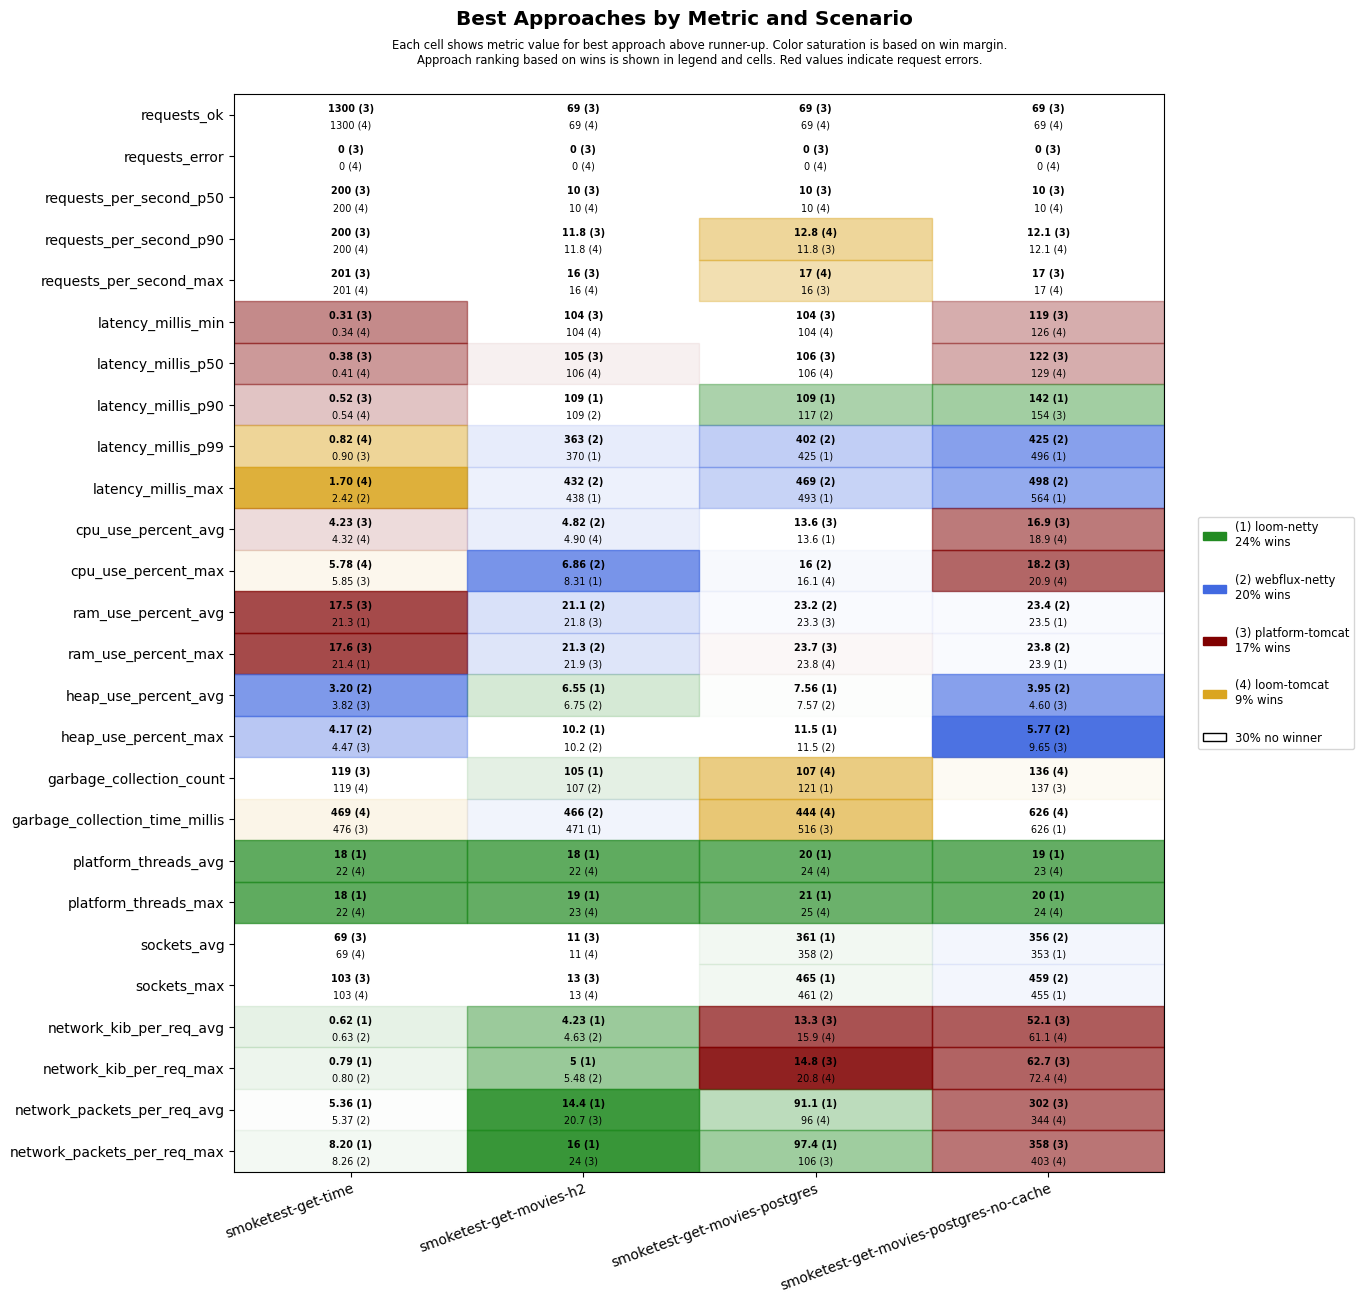 Best Approaches by Metric and Scenario
Each cell shows metric value for best approach above runner-up. Color saturation is based on win margin.
Approach ranking based on wins is shown in legend and cells. Red values indicate request errors.
requests_ok
1300 (3) 69 (3) 69 (3) 69 (3)
1300 (4) 69 (4) 69 (4) 69 (4)
requests_error
0 (3) 0 (3) 0 (3) 0 (3)
0 (4) 0 (4) 0 (4) 0 (4)
requests_per_second_p50
200 (3) 10 (3) 10 (3) 10 (3)
200 (4) 10 (4) 10 (4) 10 (4)
requests_per_second_p90
200 (3) 11.8 (3) 12.8 (4) 12.1 (3)
200 (4) 11.8 (4) 11.8 (3) 12.1 (4)
requests_per_second_max
201 (3) 16 (3) 17 (4) 17 (3)
201 (4) 16 (4) 16 (3) 17 (4)
latency_millis_min
0.31 (3) 104 (3) 104 (3) 119 (3)
0.34 (4) 104 (4) 104 (4) 126 (4)
latency_millis_p50
0.38 (3) 105 (3) 106 (3) 122 (3)
0.41 (4) 106 (4) 106 (4) 129 (4)
latency_millis_p90
0.52 (3) 109 (1) 109 (1) 142 (1)
0.54 (4) 109 (2) 117 (2) 154 (3)
latency_millis_p99
0.82 (4) 363 (2) 402 (2) 425 (2)
0.90 (3) 370 (1) 425 (1) 496 (1)
latency_millis_max
1.70 (4) 432 (2) 469 (2) 498 (2)
2.42 (2) 438 (1) 493 (1) 564 (1)
cpu_use_percent_avg
4.23 (3) 4.82 (2) 13.6 (3) 16.9 (3)
4.32 (4) 4.90 (4) 13.6 (1) 18.9 (4)
cpu_use_percent_max
5.78 (4) 6.86 (2) 16 (2) 18.2 (3)
5.85 (3) 8.31 (1) 16.1 (4) 20.9 (4)
ram_use_percent_avg
17.5 (3) 21.1 (2) 23.2 (2) 23.4 (2)
21.3 (1) 21.8 (3) 23.3 (3) 23.5 (1)
ram_use_percent_max
17.6 (3) 21.3 (2) 23.7 (3) 23.8 (2)
21.4 (1) 21.9 (3) 23.8 (4) 23.9 (1)
heap_use_percent_avg
3.20 (2) 6.55 (1) 7.56 (1) 3.95 (2)
3.82 (3) 6.75 (2) 7.57 (2) 4.60 (3)
heap_use_percent_max
4.17 (2) 10.2 (1) 11.5 (1) 5.77 (2)
4.47 (3) 10.2 (2) 11.5 (2) 9.65 (3)
garbage_collection_count
119 (3) 105 (1) 107 (4) 136 (4)
119 (4) 107 (2) 121 (1) 137 (3)
garbage_collection_time_millis
469 (4) 466 (2) 444 (4) 626 (4)
476 (3) 471 (1) 516 (3) 626 (1)
platform_threads_avg
18 (1) 18 (1) 20 (1) 19 (1)
22 (4) 22 (4) 24 (4) 23 (4)
platform_threads_max
18 (1) 19 (1) 21 (1) 20 (1)
22 (4) 23 (4) 25 (4) 24 (4)
sockets_avg
69 (3) 11 (3) 361 (1) 356 (2)
69 (4) 11 (4) 358 (2) 353 (1)
sockets_max
103 (3) 13 (3) 465 (1) 459 (2)
103 (4) 13 (4) 461 (2) 455 (1)
network_kib_per_req_avg
0.62 (1) 4.23 (1) 13.3 (3) 52.1 (3)
0.63 (2) 4.63 (2) 15.9 (4) 61.1 (4)
network_kib_per_req_max
0.79 (1) 5 (1) 14.8 (3) 62.7 (3)
0.80 (2) 5.48 (2) 20.8 (4) 72.4 (4)
network_packets_per_req_avg
5.36 (1) 14.4 (1) 91.1 (1) 302 (3)
5.37 (2) 20.7 (3) 96 (4) 344 (4)
network_packets_per_req_max
8.20 (1) 16 (1) 97.4 (1) 358 (3)
8.26 (2) 24 (3) 106 (3) 403 (4)
smoketest-get-time
smoketest-get-movies-h2
smoketest-get-movies-postgres
smoketest-get-movies-postgres-no-cache
(1) loom-netty
24% wins
(2) webflux-netty
20% wins
(3) platform-tomcat
17% wins
(4) loom-tomcat
9% wins
30% no winner